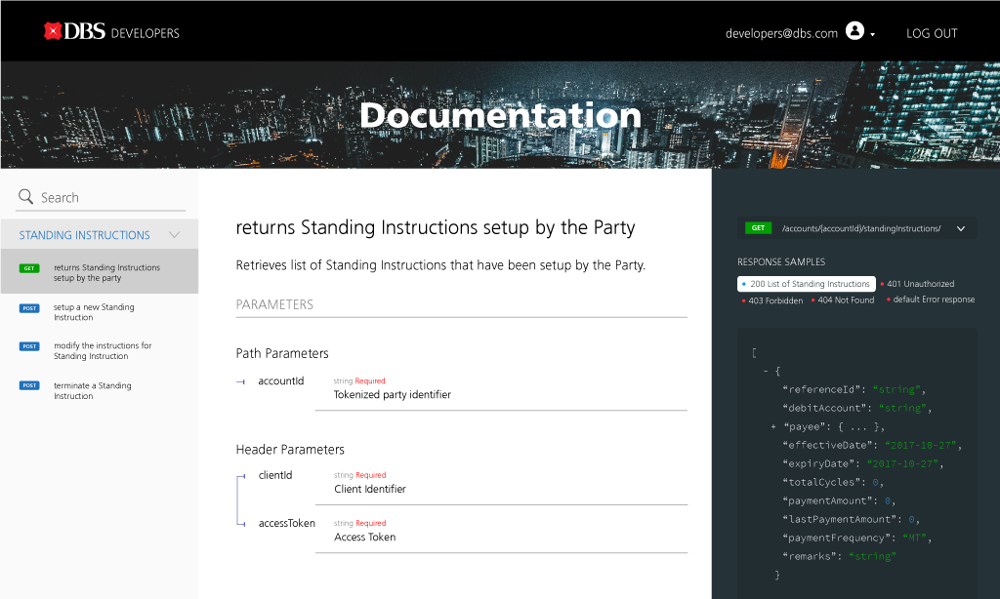 DBS DEVELOPERS
developers@dbs.com
LOG OUT
Documentation
Search
STANDING INSTRUCTIONS
GET returns Standing Instructions
setup by the party
POST setup a new Standing
Instruction
POST modify the instructions for
Standing Instruction
POST terminate a Standing
Instruction
returns Standing Instructions setup by the Party
Retrieves list of Standing Instructions that have been setup by the Party.
PARAMETERS
Path Parameters
accountId string Required
Tokenized party identifier
Header Parameters
clientId string Required
Client Identifier
accessToken string Required
Access Token
GET /accounts/{accountId}/standingInstructions/
RESPONSE SAMPLES
200 List of Standing Instructions 401 Unauthorized
403 Forbidden 404 Not Found default Error response
[
- {
“referenceId”: “string”,
“debitAccount”: “string”,
+ “payee”: { ... },
“effectiveDate”: “2017-10-27”,
“expiryDate”: “2017-10-27”,
“totalCycles”: 0,
“paymentAmount”: 0,
“lastPaymentAmount”: 0,
“paymentFrequency”: “MT”,
“remarks”: “string”
}